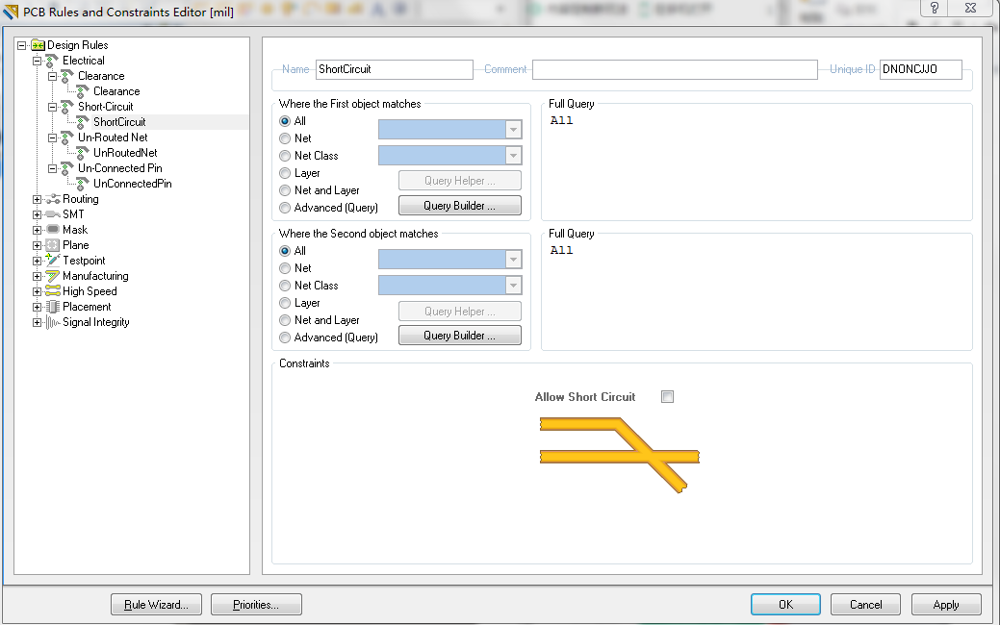 PCB Rules and Constraints Editor [mil]
Design Rules
Electrical
Clearance
Clearance
Short-Circuit
ShortCircuit
Un-Routed Net
UnRoutedNet
Un-Connected Pin
UnConnectedPin
Routing
SMT
Mask
Plane
Testpoint
Manufacturing
High Speed
Placement
Signal Integrity
Name ShortCircuit Comment Unique ID DNONCJJO
Where the First object matches
All
Net
Net Class
Layer
Net and Layer
Advanced (Query)
Query Helper ...
Query Builder ...
Full Query
All
Where the Second object matches
All
Net
Net Class
Layer
Net and Layer
Advanced (Query)
Query Helper ...
Query Builder ...
Full Query
All
Constraints
Allow Short Circuit
Rule Wizard... Priorities... OK Cancel Apply